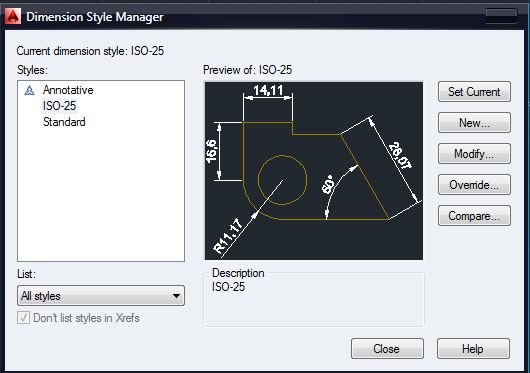 Dimension Style Manager
Current dimension style: ISO-25
Styles:
Annotative
ISO-25
Standard
List:
All styles
Don't list styles in Xrefs
Preview of: ISO-25
14,11
16,6
28,07
60°
R11,17
Description
ISO-25
Set Current
New...
Modify...
Override...
Compare...
Close
Help